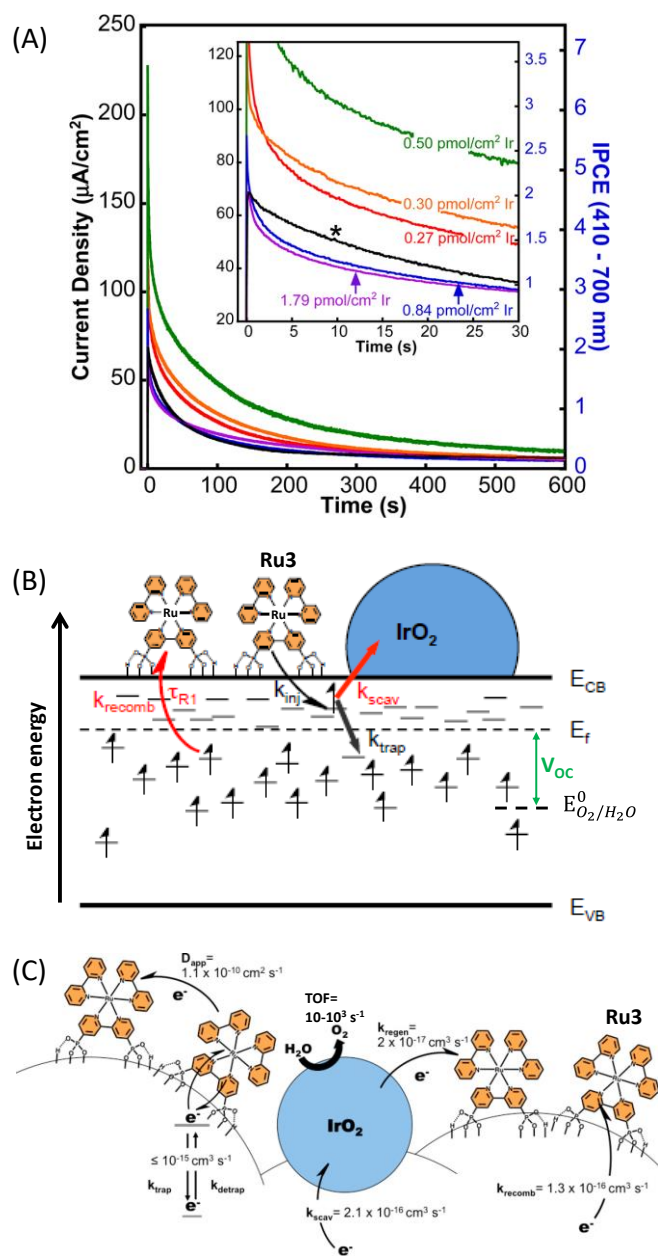 (A)
250
200
150
100
50
0
Current Density (μA/cm²)
0 100 200 300 400 500 600
Time (s)
7
6
5
4
3
2
1
0
IPCE (410 - 700 nm)
120
100
80
60
40
20
3.5
3
2.5
2
1.5
1
0.50 pmol/cm² Ir
0.30 pmol/cm² Ir
0.27 pmol/cm² Ir
*
1.79 pmol/cm² Ir
0.84 pmol/cm² Ir
0 5 10 15 20 25 30
Time (s)
(B)
Ru3
Electron energy
Ru
Ru
IrO₂
E_CB
k_recomb
τ_R1
k_inj
k_scav
E_f
k_trap
V_OC
E⁰_O₂/H₂O
E_VB
(C)
D_app=
1.1 x 10⁻¹⁰ cm² s⁻¹
e⁻
TOF=
10-10³ s⁻¹
O₂
H₂O
k_regen=
2 x 10⁻¹⁷ cm³ s⁻¹
e⁻
Ru3
IrO₂
e⁻
≤ 10⁻¹⁵ cm³ s⁻¹
k_trap
k_detrap
e⁻
k_scav= 2.1 x 10⁻¹⁶ cm³ s⁻¹
e⁻
k_recomb= 1.3 x 10⁻¹⁶ cm³ s⁻¹
e⁻